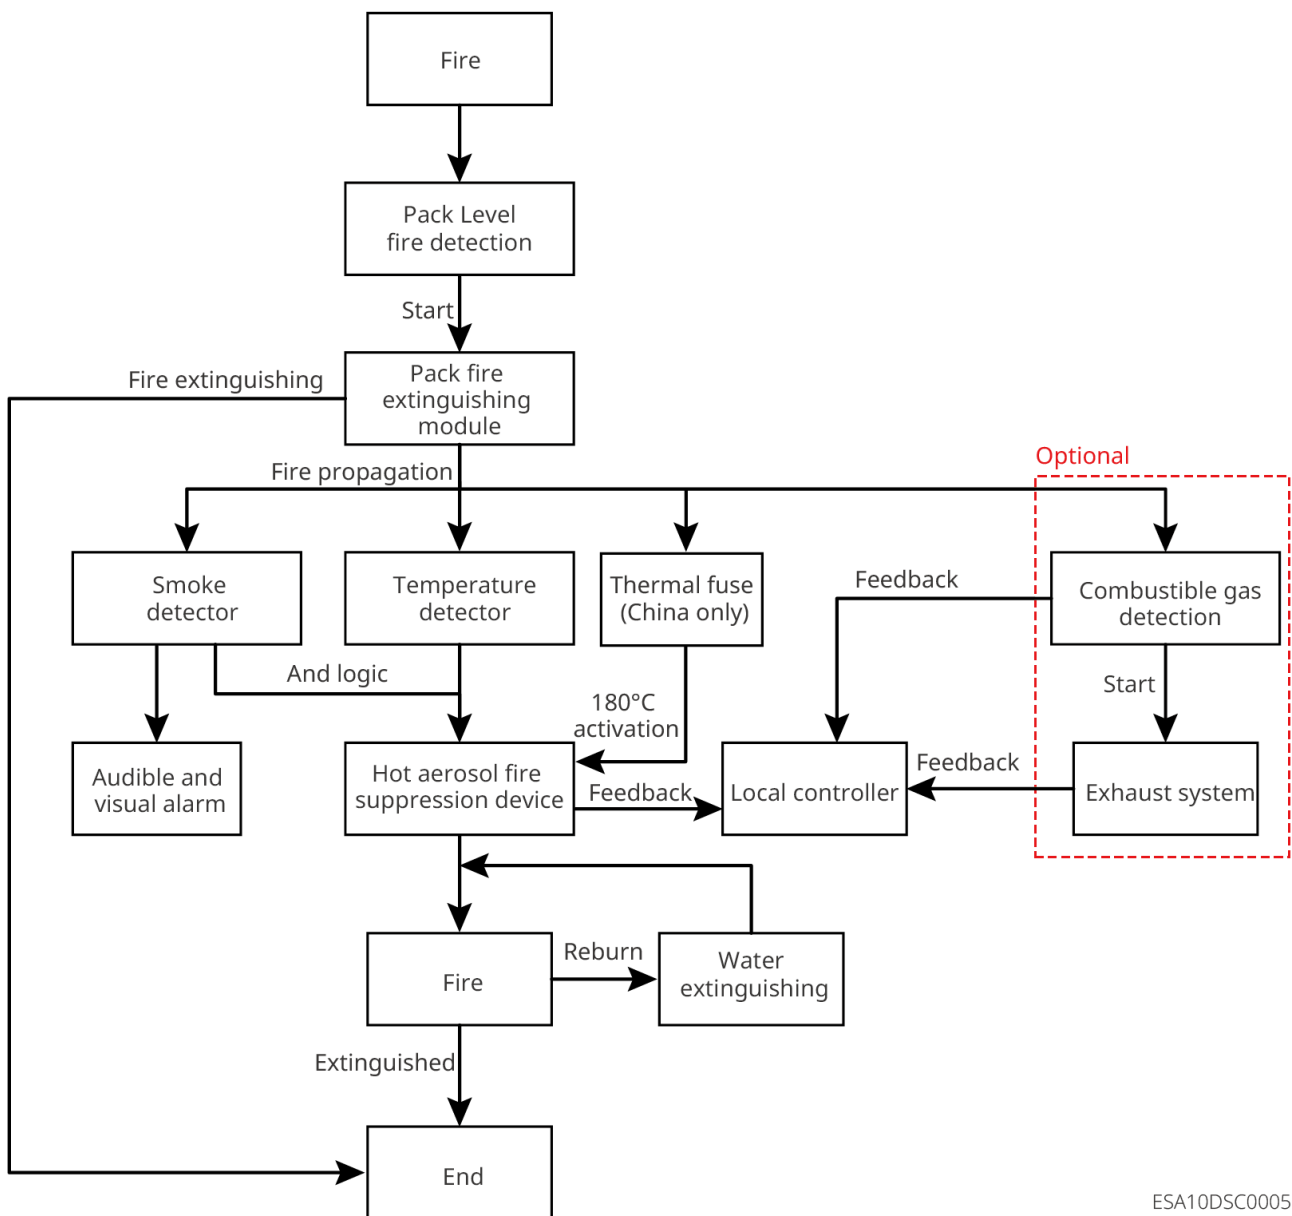 Fire
Pack Level
fire detection
Start
Fire extinguishing
Pack fire
extinguishing
module
Optional
Fire propagation
Smoke
detector
Temperature
detector
Thermal fuse
(China only)
Feedback
Combustible gas
detection
And logic
180°C
activation
Start
Audible and
visual alarm
Hot aerosol fire
suppression device
Feedback
Local controller
Feedback
Exhaust system
Fire
Reburn
Water
extinguishing
Extinguished
End
ESA10DSC0005